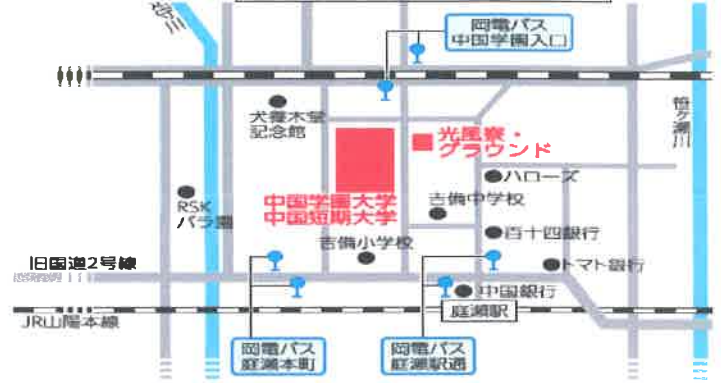 岡電バス
中国学園入口
犬養木堂
記念館
光風寮・
グラウンド
笹ヶ瀬川
ハローズ
RSK
バラ園
中国学園大学
中国短期大学
吉備中学校
百十四銀行
吉備小学校
旧国道2号線
トマト銀行
中国銀行
庭瀬駅
JR山陽本線
岡電バス
庭瀬本町
岡電バス
庭瀬駅通